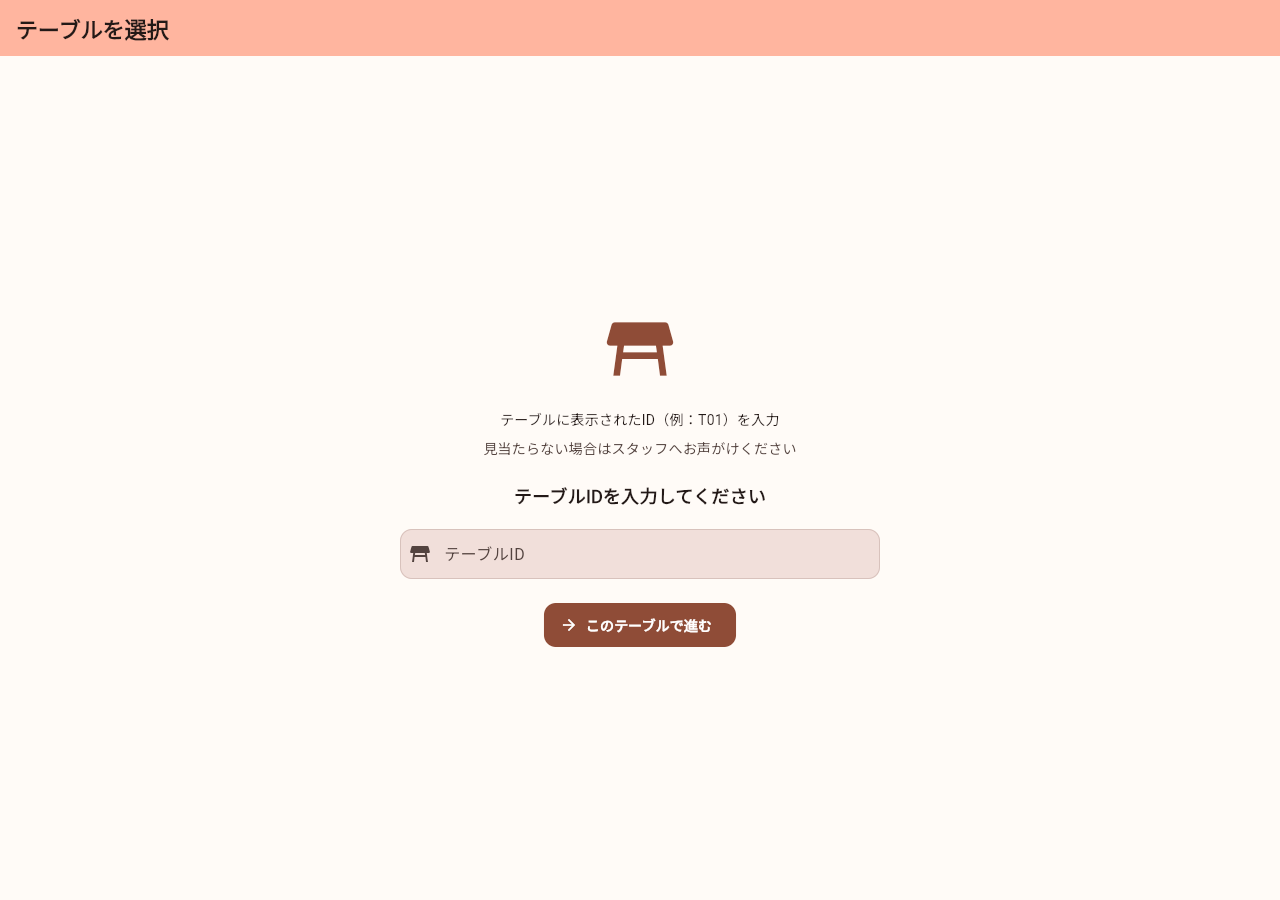 テーブルを選択
テーブルに表示されたID（例：T01）を入力
見当たらない場合はスタッフへお声がけください
テーブルIDを入力してください
テーブルID
このテーブルで進む